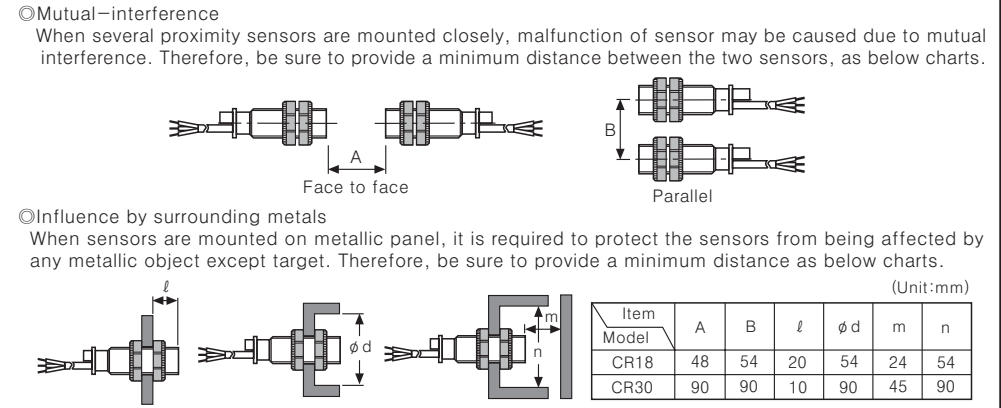 ◎Mutual-interference
When several proximity sensors are mounted closely, malfunction of sensor may be caused due to mutual
interference. Therefore, be sure to provide a minimum distance between the two sensors, as below charts.
A
Face to face
B
Parallel
◎Influence by surrounding metals
When sensors are mounted on metallic panel, it is required to protect the sensors from being affected by
any metallic object except target. Therefore, be sure to provide a minimum distance as below charts.
ℓ
ød
m
n
(Unit:mm)
Item
Model A B ℓ ød m n
CR18 48 54 20 54 24 54
CR30 90 90 10 90 45 90